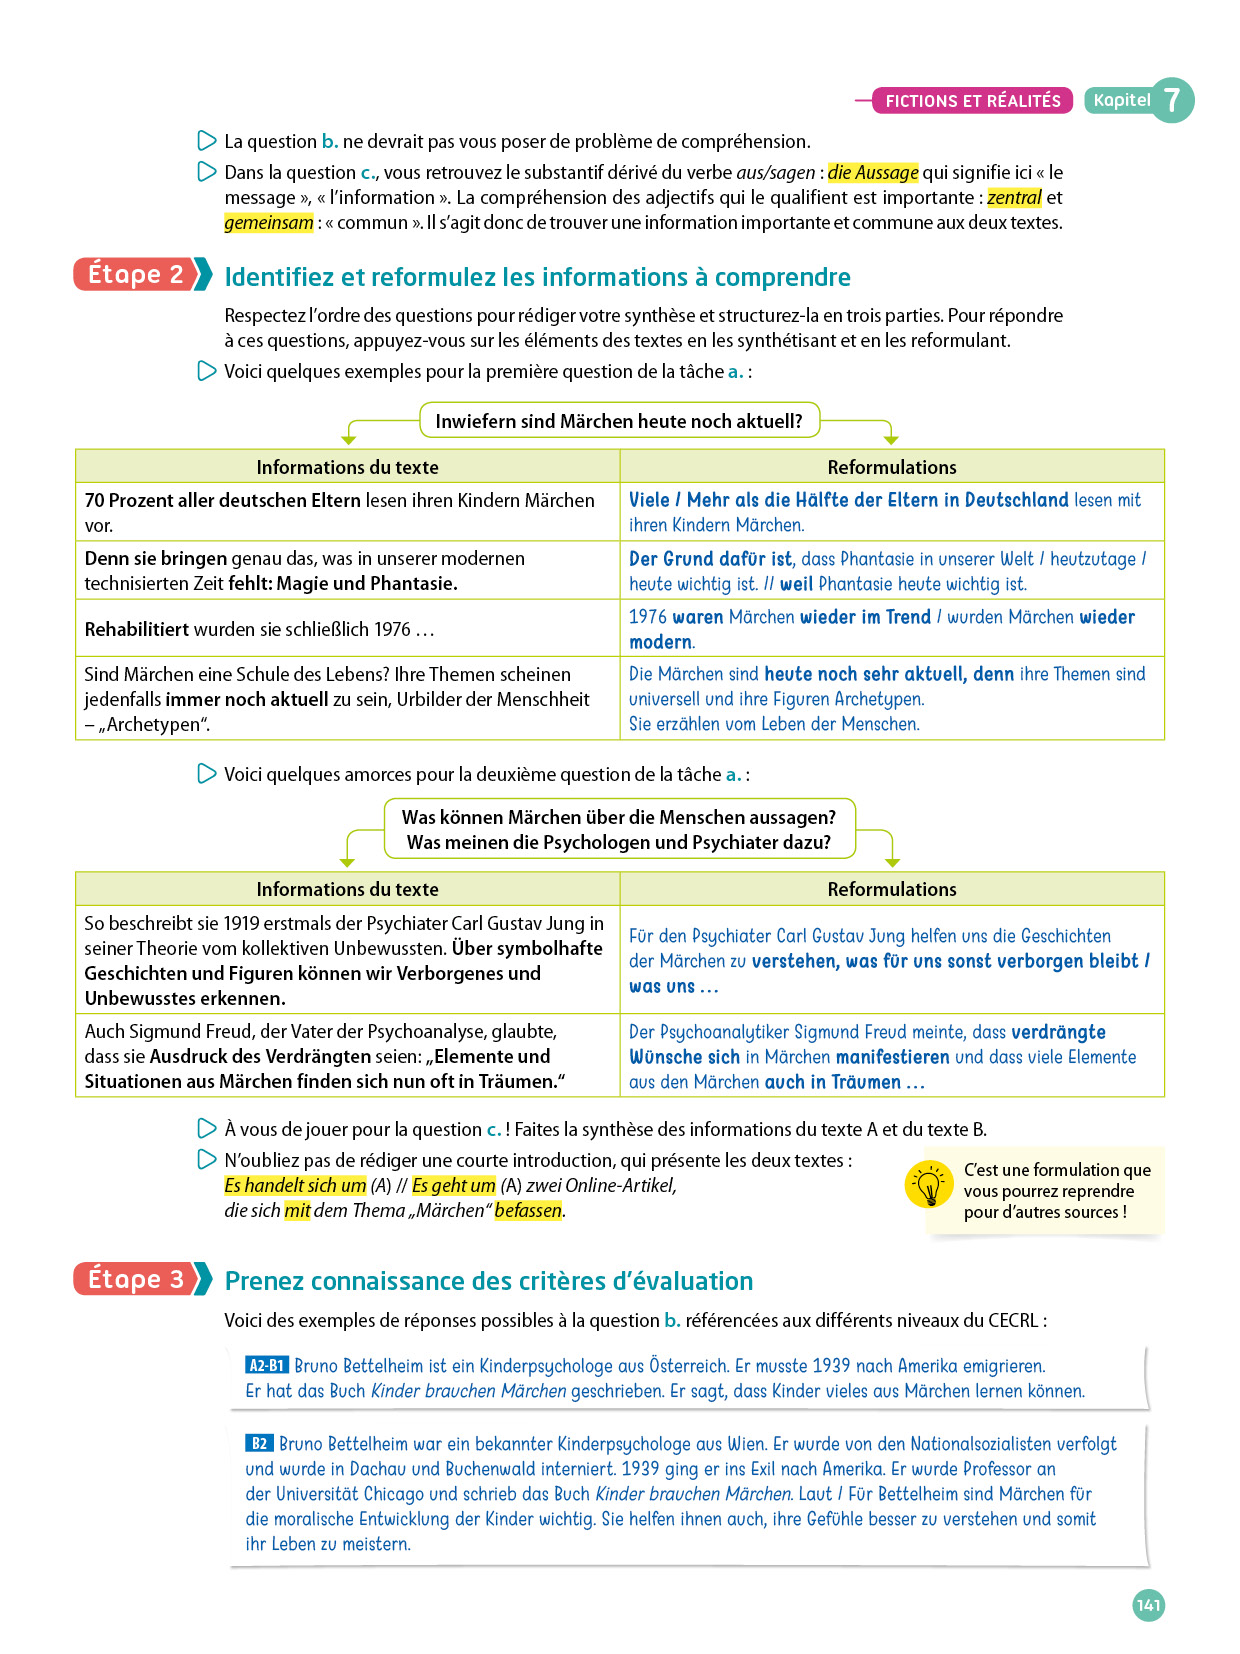 FICTIONS ET RÉALITÉS Kapitel 7
La question b. ne devrait pas vous poser de problème de compréhension.
Dans la question c., vous retrouvez le substantif dérivé du verbe aus/sagen : die Aussage qui signifie ici « le
message », « l’information ». La compréhension des adjectifs qui le qualifient est importante : zentral et
gemeinsam : « commun ». Il s’agit donc de trouver une information importante et commune aux deux textes.
Étape 2 Identifiez et reformulez les informations à comprendre
Respectez l’ordre des questions pour rédiger votre synthèse et structurez-la en trois parties. Pour répondre
à ces questions, appuyez-vous sur les éléments des textes en les synthétisant et en les reformulant.
Voici quelques exemples pour la première question de la tâche a. :
Inwiefern sind Märchen heute noch aktuell?
Informations du texte
Reformulations
70 Prozent aller deutschen Eltern lesen ihren Kindern Märchen
vor.
Viele / Mehr als die Hälfte der Eltern in Deutschland lesen mit
ihren Kindern Märchen.
Denn sie bringen genau das, was in unserer modernen
technisierten Zeit fehlt: Magie und Phantasie.
Der Grund dafür ist, dass Phantasie in unserer Welt / heutzutage /
heute wichtig ist. // weil Phantasie heute wichtig ist.
Rehabilitiert wurden sie schließlich 1976 …
1976 waren Märchen wieder im Trend / wurden Märchen wieder
modern.
Sind Märchen eine Schule des Lebens? Ihre Themen scheinen
jedenfalls immer noch aktuell zu sein, Urbilder der Menschheit
– „Archetypen“.
Die Märchen sind heute noch sehr aktuell, denn ihre Themen sind
universell und ihre Figuren Archetypen.
Sie erzählen vom Leben der Menschen.
Voici quelques amorces pour la deuxième question de la tâche a. :
Was können Märchen über die Menschen aussagen?
Was meinen die Psychologen und Psychiater dazu?
Informations du texte
Reformulations
So beschreibt sie 1919 erstmals der Psychiater Carl Gustav Jung in
seiner Theorie vom kollektiven Unbewussten. Über symbolhafte
Geschichten und Figuren können wir Verborgenes und
Unbewusstes erkennen.
Für den Psychiater Carl Gustav Jung helfen uns die Geschichten
der Märchen zu verstehen, was für uns sonst verborgen bleibt /
was uns …
Auch Sigmund Freud, der Vater der Psychoanalyse, glaubte,
dass sie Ausdruck des Verdrängten seien: „Elemente und
Situationen aus Märchen finden sich nun oft in Träumen.“
Der Psychoanalytiker Sigmund Freud meinte, dass verdrängte
Wünsche sich in Märchen manifestieren und dass viele Elemente
aus den Märchen auch in Träumen …
À vous de jouer pour la question c. ! Faites la synthèse des informations du texte A et du texte B.
N’oubliez pas de rédiger une courte introduction, qui présente les deux textes :
Es handelt sich um (A) // Es geht um (A) zwei Online-Artikel,
die sich mit dem Thema „Märchen“ befassen.
C’est une formulation que
vous pourrez reprendre
pour d’autres sources !
Étape 3 Prenez connaissance des critères d’évaluation
Voici des exemples de réponses possibles à la question b. référencées aux différents niveaux du CECRL :
A2-B1 Bruno Bettelheim ist ein Kinderpsychologe aus Österreich. Er musste 1939 nach Amerika emigrieren.
Er hat das Buch Kinder brauchen Märchen geschrieben. Er sagt, dass Kinder vieles aus Märchen lernen können.
B2 Bruno Bettelheim war ein bekannter Kinderpsychologe aus Wien. Er wurde von den Nationalsozialisten verfolgt
und wurde in Dachau und Buchenwald interniert. 1939 ging er ins Exil nach Amerika. Er wurde Professor an
der Universität Chicago und schrieb das Buch Kinder brauchen Märchen. Laut / Für Bettelheim sind Märchen für
die moralische Entwicklung der Kinder wichtig. Sie helfen ihnen auch, ihre Gefühle besser zu verstehen und somit
ihr Leben zu meistern.
141